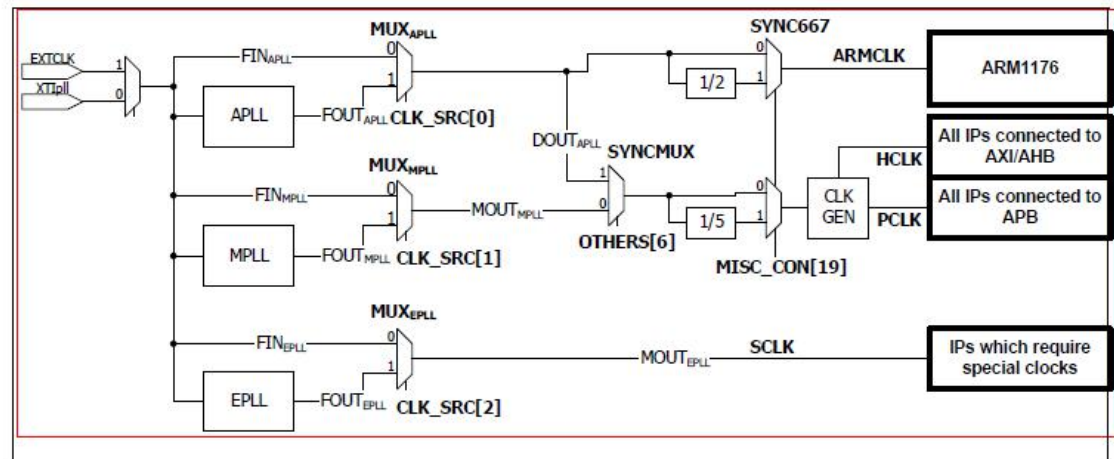 MUXAPLL
SYNC667
EXTCLK
1
FINAPLL
0
0
ARMCLK
ARM1176
XTIpll
0
1
1/2
1
APLL
FOUTAPLL
CLK_SRC[0]
DOUTAPLL
SYNCMUX
All IPs connected to
AXI/AHB
HCLK
MUXMPLL
1
0
CLK
GEN
FINMPLL
0
MOUTMPLL
0
1/5
1
PCLK
All IPs connected to
APB
1
OTHERS[6]
MPLL
FOUTMPLL
CLK_SRC[1]
MISC_CON[19]
MUXEPLL
FINEPLL
0
MOUTEPLL
SCLK
IPs which require
special clocks
1
EPLL
FOUTEPLL
CLK_SRC[2]